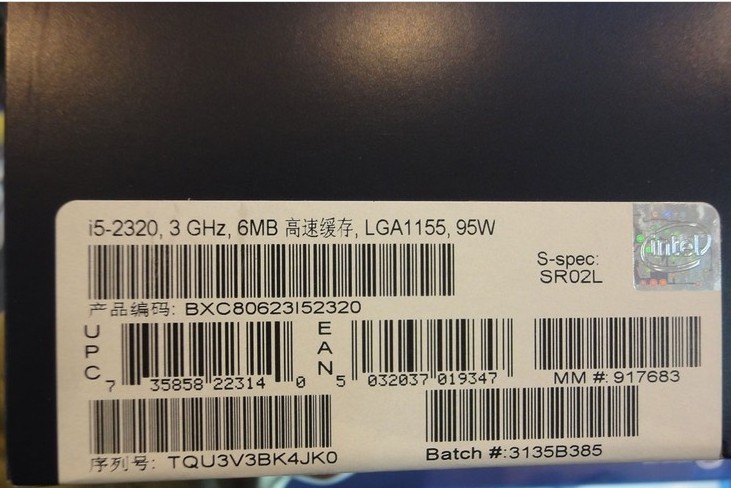 i5-2320, 3 GHz, 6MB 高速缓存, LGA1155, 95W
intel
S-spec:
SR02L
产品编码: BXC80623I52320
UPC
7 35858 22314 0
EAN
5 032037 019347
MM #: 917683
序列号: TQU3V3BK4JK0
Batch #:3135B385